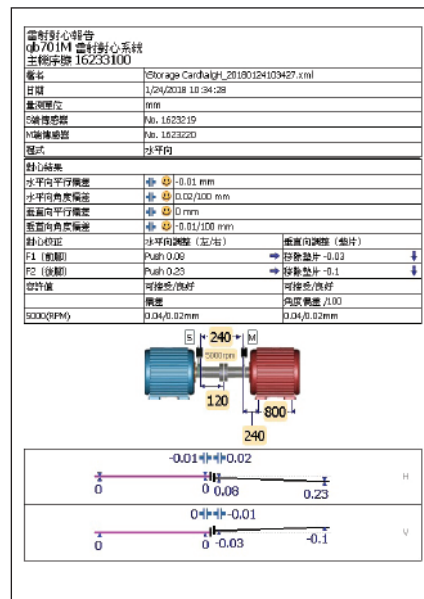 雷射對心報告
qb701M 雷射對心系統
主機序號 16233100
簽名 \Storage Card\algH_20180124103427.xml
日期 1/24/2018 10:34:28
量測單位 mm
S端傳感器 No. 1623219
M端傳感器 No. 1623220
程式 水平向
對心結果
水平向平行偏差 -0.01 mm
水平向角度偏差 0.02/100 mm
垂直向平行偏差 0 mm
垂直向角度偏差 -0.01/100 mm
對心校正 水平向調整（左/右） 垂直向調整（墊片）
F1（前腳） Push 0.08 移除墊片 -0.03
F2（後腳） Push 0.23 移除墊片 -0.1
容許值 可接受/良好 可接受/良好
偏差 角度偏差 /100
5000(RPM) 0.04/0.02mm 0.04/0.02mm
S 240 M
5000rpm
120
800
240
-0.01 0.02
H
0 0 0.08 0.23
0 -0.01
V
0 0 -0.03 -0.1